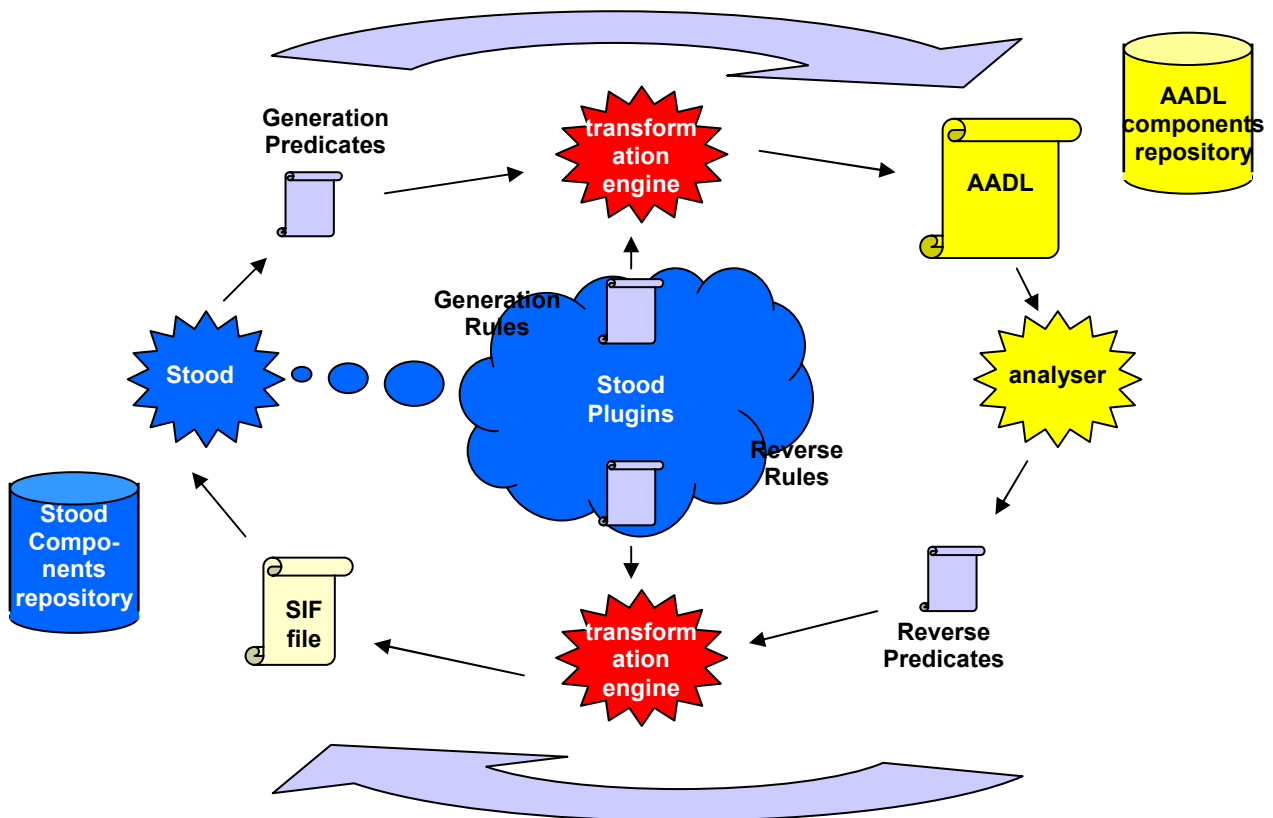 Generation
Predicates
transform
ation
engine
AADL
components
repository
AADL
Generation
Rules
Stood
Stood
Plugins
analyser
Reverse
Rules
Stood
Compo-
nents
repository
SIF
file
transform
ation
engine
Reverse
Predicates